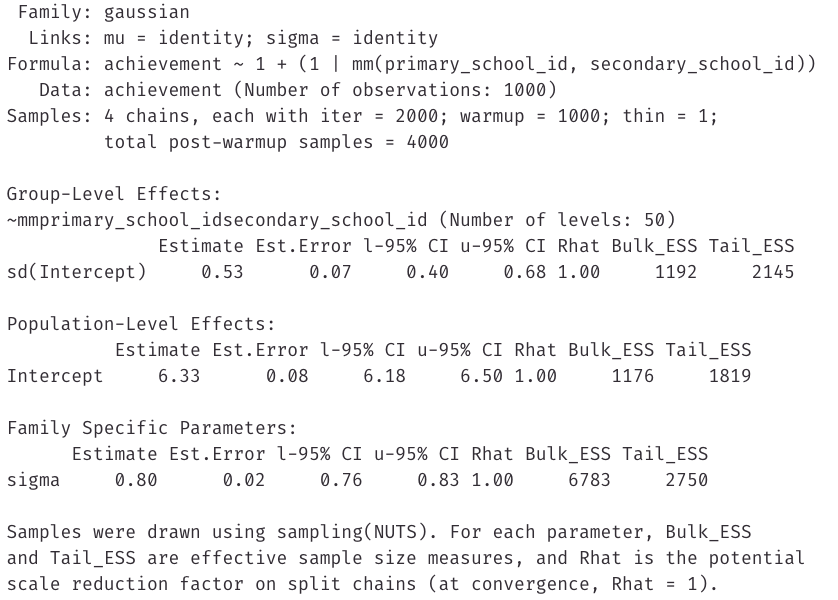 Family: gaussian
Links: mu = identity; sigma = identity
Formula: achievement ~ 1 + (1 | mm(primary_school_id, secondary_school_id))
Data: achievement (Number of observations: 1000)
Samples: 4 chains, each with iter = 2000; warmup = 1000; thin = 1;
total post-warmup samples = 4000
Group-Level Effects:
~mmprimary_school_idsecondary_school_id (Number of levels: 50)
Estimate Est.Error l-95% CI u-95% CI Rhat Bulk_ESS Tail_ESS
sd(Intercept) 0.53 0.07 0.40 0.68 1.00 1192 2145
Population-Level Effects:
Estimate Est.Error l-95% CI u-95% CI Rhat Bulk_ESS Tail_ESS
Intercept 6.33 0.08 6.18 6.50 1.00 1176 1819
Family Specific Parameters:
Estimate Est.Error l-95% CI u-95% CI Rhat Bulk_ESS Tail_ESS
sigma 0.80 0.02 0.76 0.83 1.00 6783 2750
Samples were drawn using sampling(NUTS). For each parameter, Bulk_ESS
and Tail_ESS are effective sample size measures, and Rhat is the potential
scale reduction factor on split chains (at convergence, Rhat = 1).